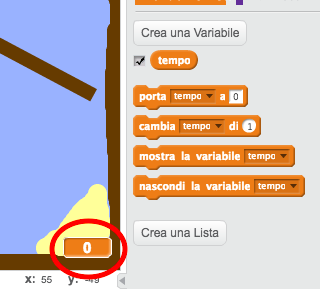 Crea una Variabile
tempo
porta tempo a 0
cambia tempo di 1
mostra la variabile tempo
nascondi la variabile tempo
Crea una Lista
0
x: 55 y: -49